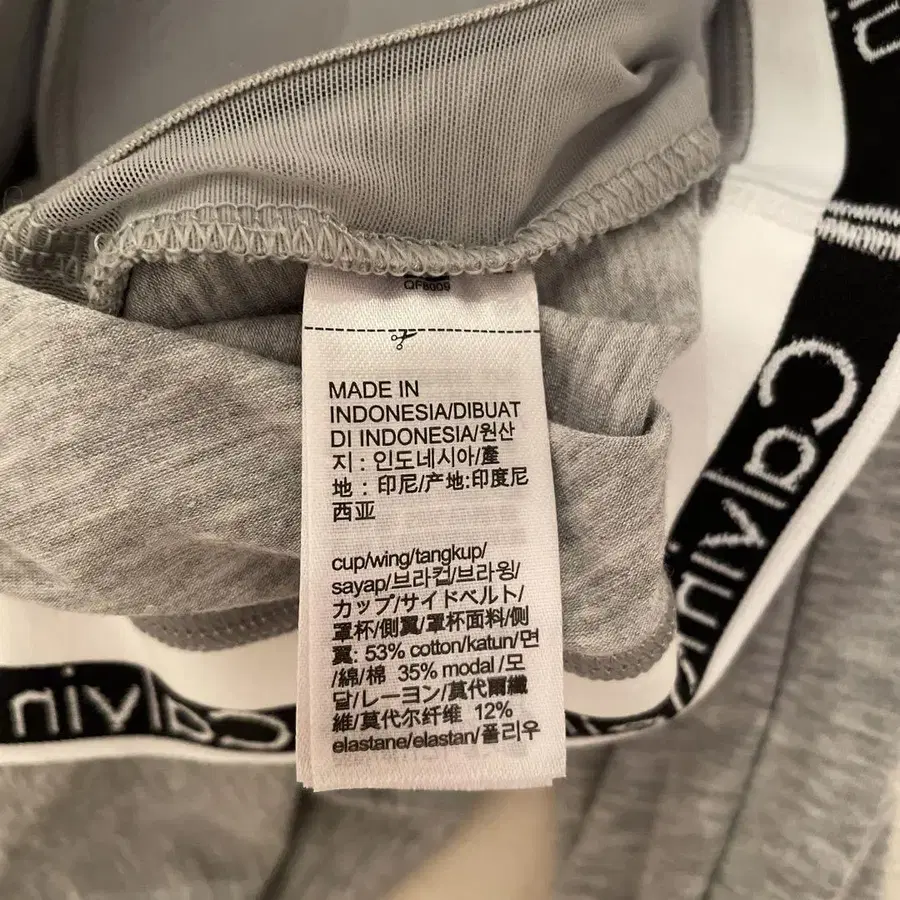 MADE IN
INDONESIA/DIBUAT
DI INDONESIA/원산
지 : 인도네시아/產
地 : 印尼/产地:印度尼
西亚
cup/wing/tangkup/
sayap/브라컵/브라윙/
カップ/サイドベルト/
罩杯/側翼/罩杯面料/侧
翼: 53% cotton/katun/면
/綿/棉 35% modal /모
달/レーヨン/莫代爾纖
維/莫代尔纤维 12%
elastane/elastan/폴리우
Calvin
Calvin